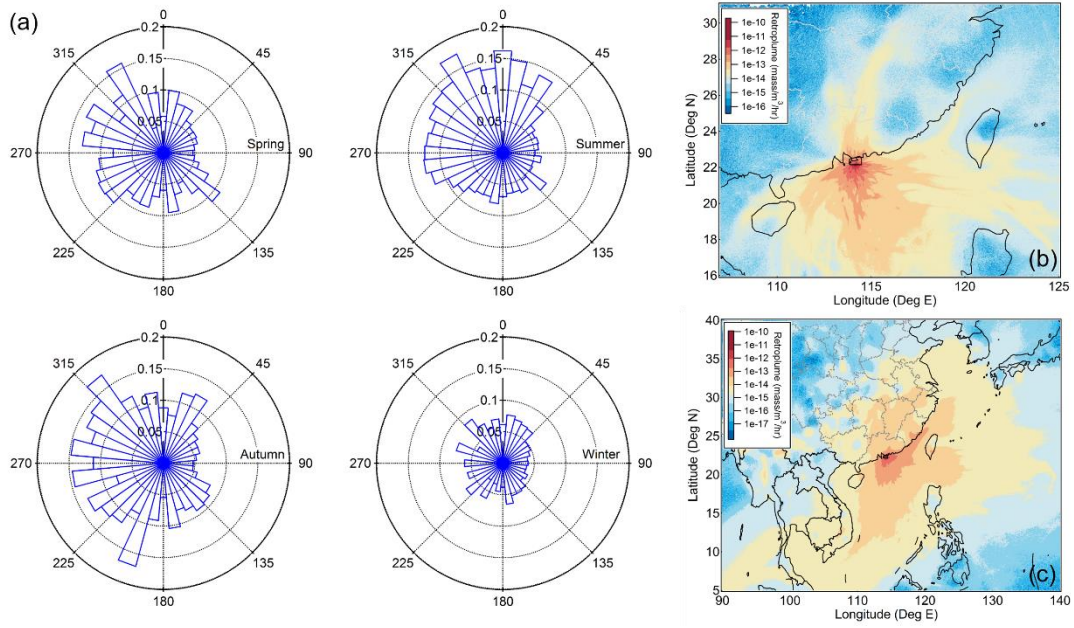 (a)
0
0.2
0.15
0.1
0.05
45
90
135
180
225
270
315
Spring
0
0.2
0.15
0.1
0.05
45
90
135
180
225
270
315
Summer
0
0.2
0.15
0.1
0.05
45
90
135
180
225
270
315
Autumn
0
0.2
0.15
0.1
0.05
45
90
135
180
225
270
315
Winter
30
28
26
24
22
20
18
16
Latitude (Deg N)
1e-10
1e-11
1e-12
1e-13
1e-14
1e-15
1e-16
Retroplume (mass/m³/hr)
(b)
110
115
120
125
Longitude (Deg E)
40
35
30
25
20
15
10
5
Latitude (Deg N)
1e-10
1e-11
1e-12
1e-13
1e-14
1e-15
1e-16
1e-17
Retroplume (mass/m³/hr)
(c)
90
100
110
120
130
140
Longitude (Deg E)